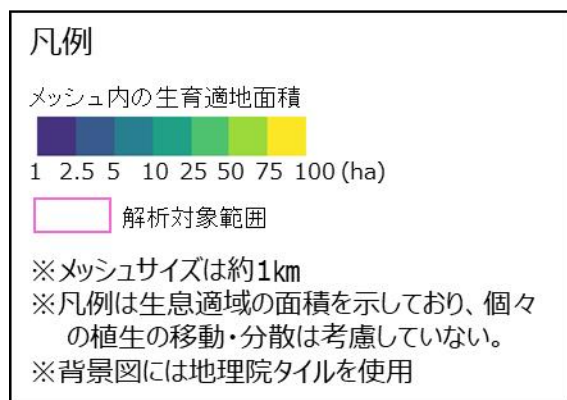 凡例
メッシュ内の生育適地面積
1 2.5 5 10 25 50 75 100 (ha)
解析対象範囲
※メッシュサイズは約1km
※凡例は生息適域の面積を示しており、個々
の植生の移動・分散は考慮していない。
※背景図には地理院タイルを使用